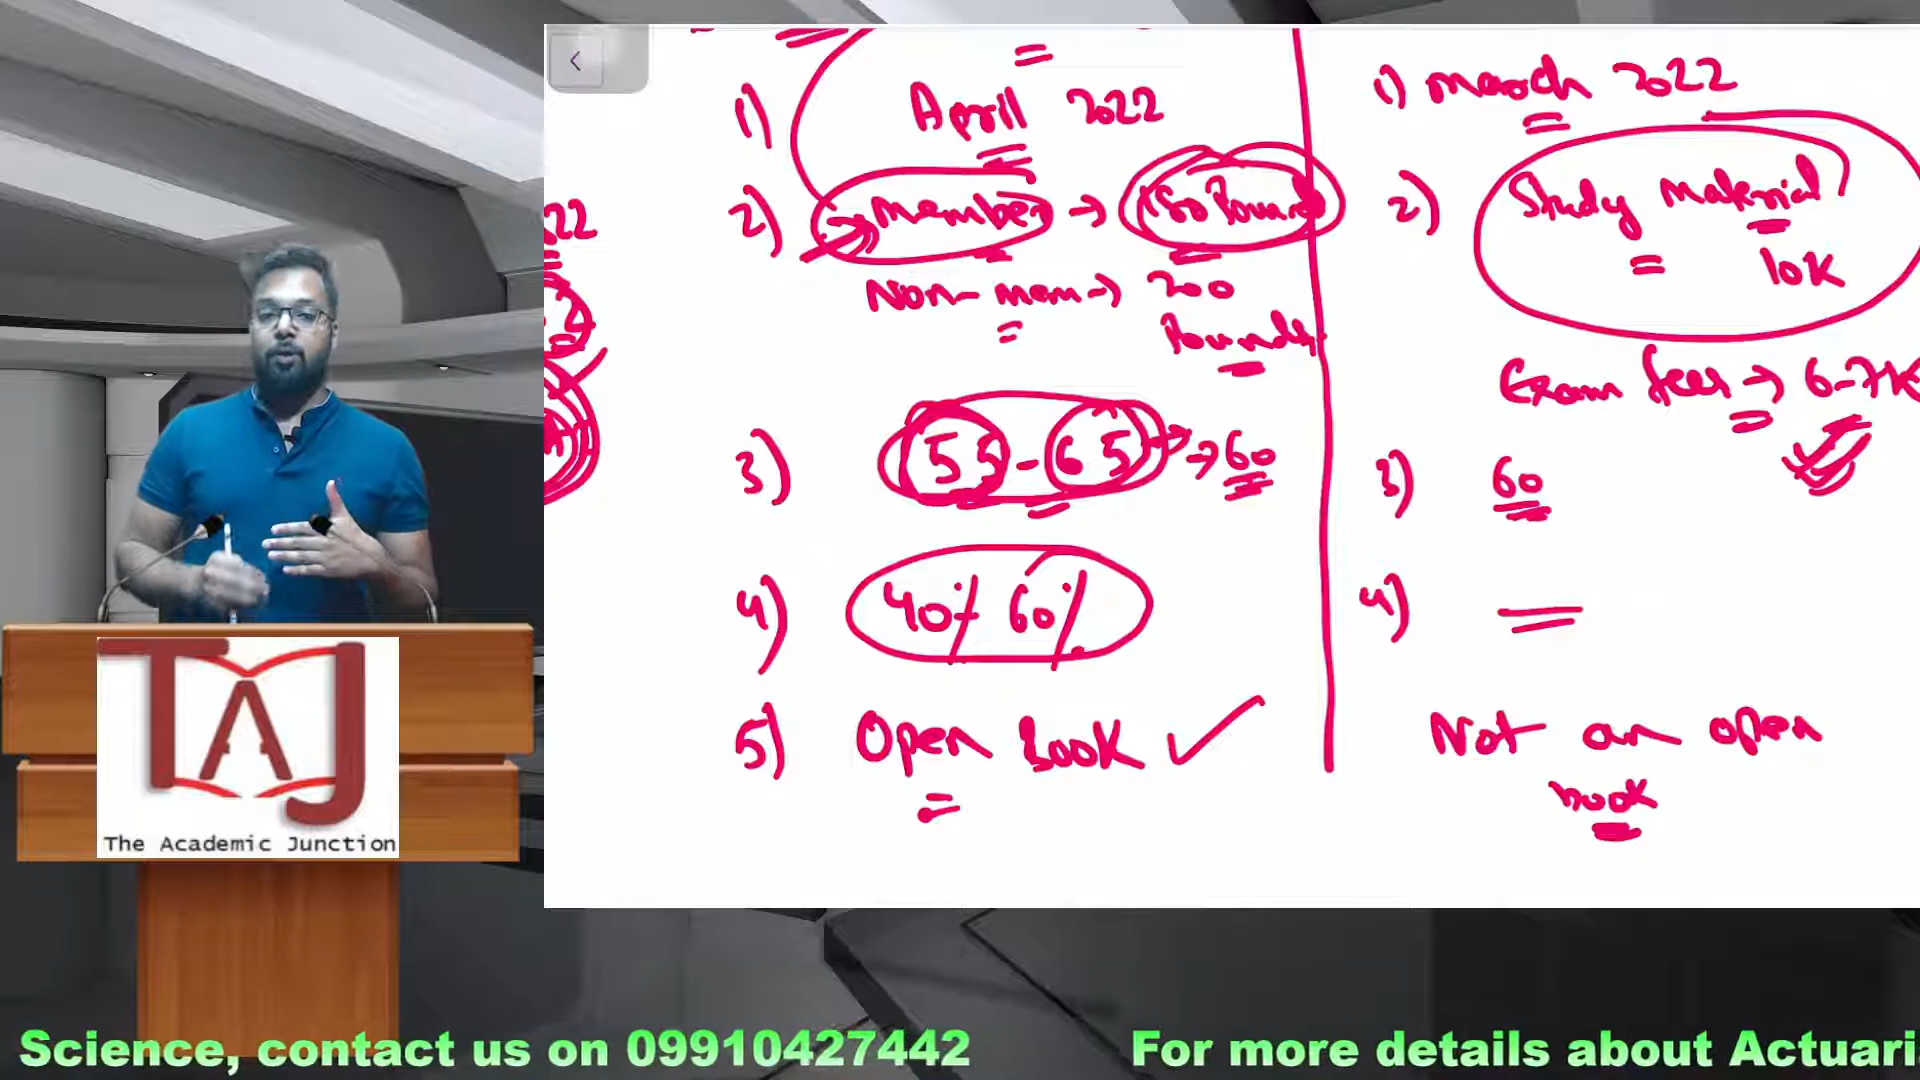 <
22
1) April 2022
2) member → 150 Pounds
Non-mem → 200
Pounds
3) 55 - 65 → → 60
4) 40% 60%
5) Open Book ✓
1) march 2022
2) Study Material
= 10K
Exam fees → 6-7K
3) 60
4)
Not an open
book
TAJ
The Academic Junction
Science, contact us on 09910427442 For more details about Actuari